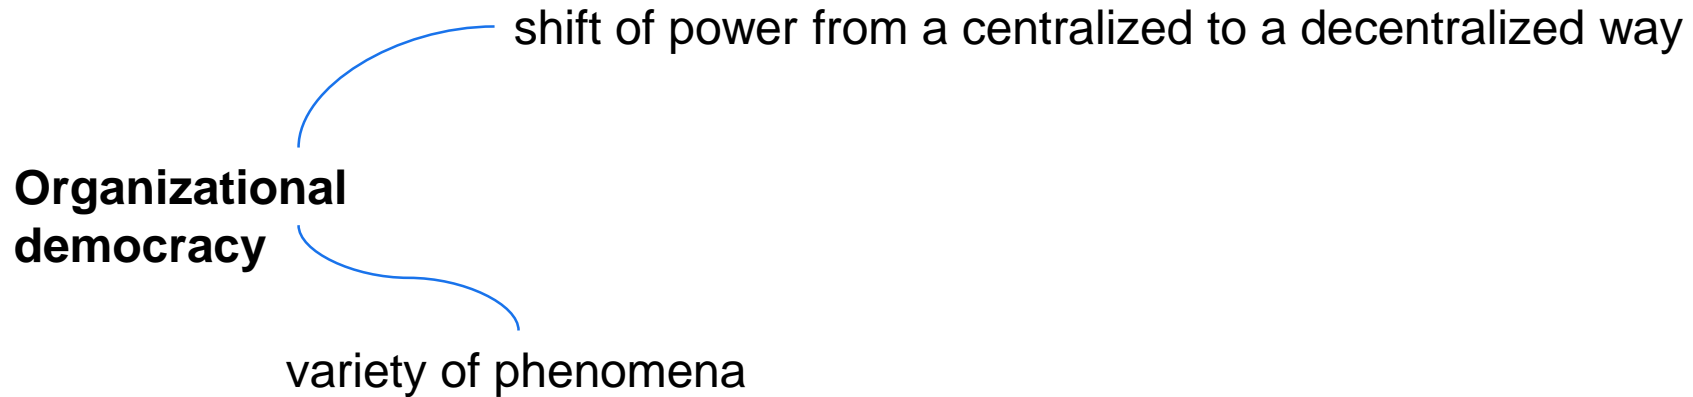 shift of power from a centralized to a decentralized way
Organizational
democracy
variety of phenomena